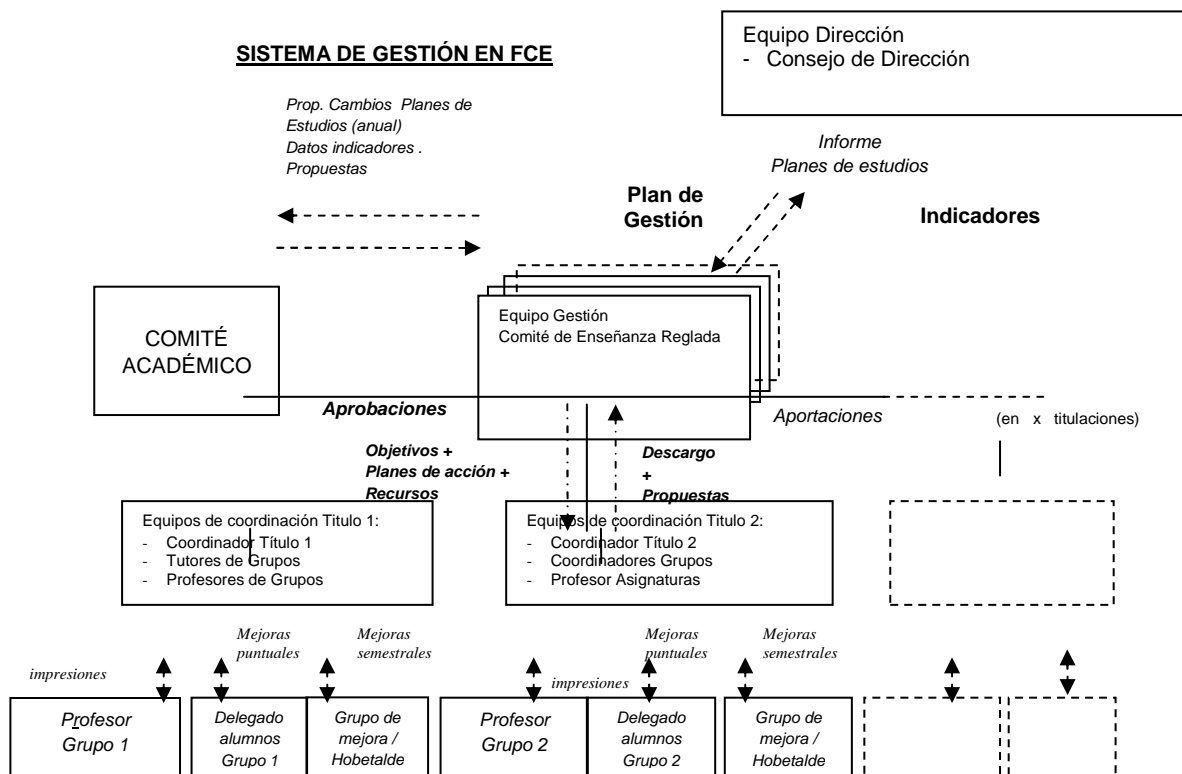 SISTEMA DE GESTIÓN EN FCE
Equipo Dirección
- Consejo de Dirección
Prop. Cambios Planes de
Estudios (anual)
Datos indicadores .
Propuestas
Informe
Planes de estudios
Plan de
Gestión
Indicadores
COMITÉ
ACADÉMICO
Equipo Gestión
Comité de Enseñanza Reglada
Aprobaciones
Aportaciones
(en x titulaciones)
Objetivos +
Planes de acción +
Recursos
Descargo
+
Propuestas
Equipos de coordinación Titulo 1:
- Coordinador Título 1
- Tutores de Grupos
- Profesores de Grupos
Equipos de coordinación Titulo 2:
- Coordinador Título 2
- Coordinadores Grupos
- Profesor Asignaturas
impresiones
Mejoras
puntuales
Mejoras
semestrales
impresiones
Mejoras
puntuales
Mejoras
semestrales
Profesor
Grupo 1
Delegado
alumnos
Grupo 1
Grupo de
mejora /
Hobetalde
Profesor
Grupo 2
Delegado
alumnos
Grupo 2
Grupo de
mejora /
Hobetalde